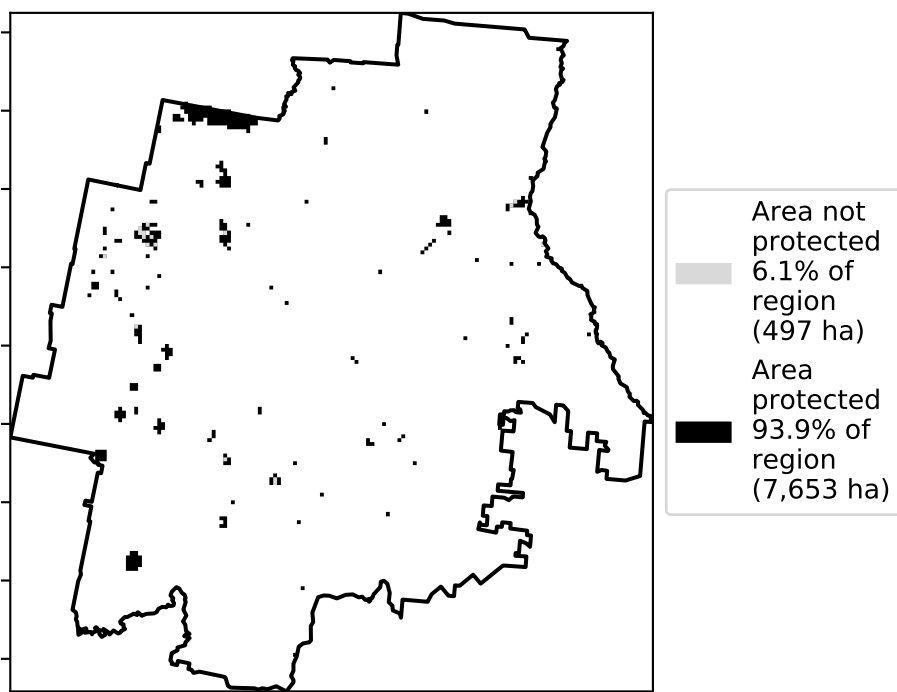 Area not
protected
6.1% of
region
(497 ha)
Area
protected
93.9% of
region
(7,653 ha)